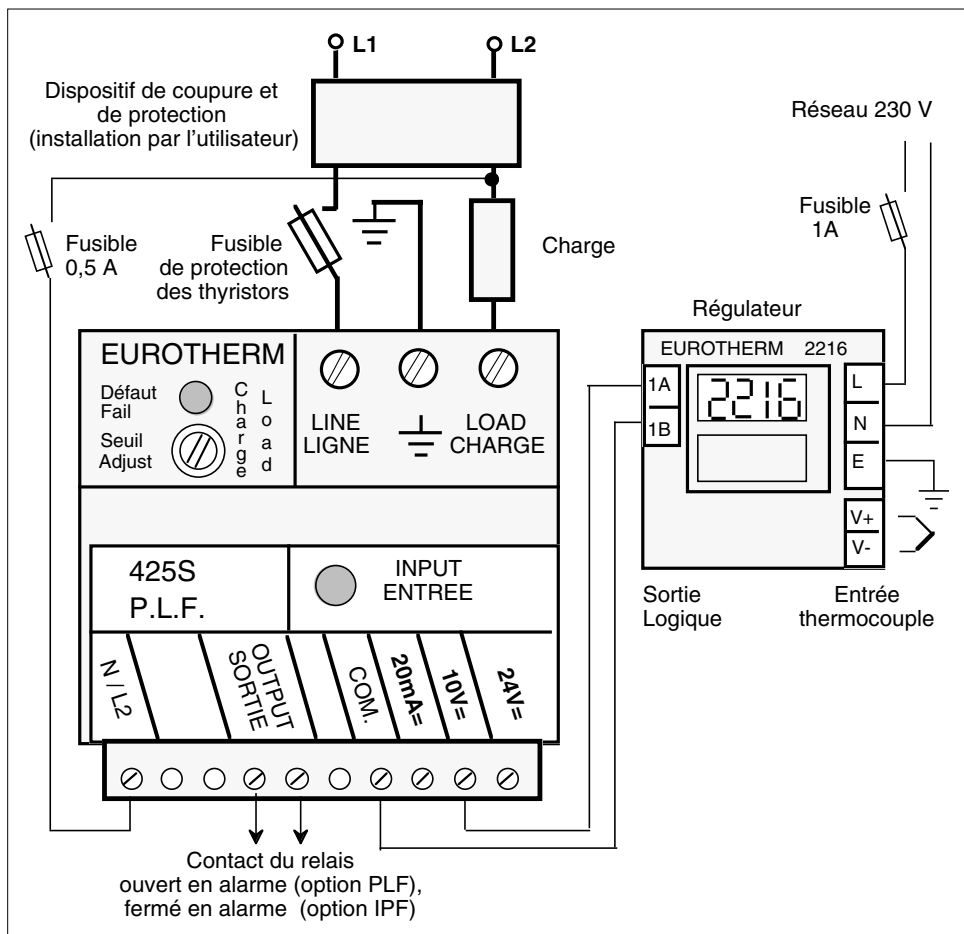 L1
L2
Dispositif de coupure et
de protection
(installation par l'utilisateur)
Réseau 230 V
Fusible
0,5 A
Fusible
de protection
des thyristors
Charge
Fusible
1A
Régulateur
EUROTHERM
Défaut
Fail
Seuil
Adjust
Charge
Load
LINE
LIGNE
LOAD
CHARGE
EUROTHERM 2216
1A
1B
2216
L
N
E
V+
V-
425S
P.L.F.
INPUT
ENTREE
Sortie
Logique
Entrée
thermocouple
N / L2
OUTPUT
SORTIE
COM.
20mA=
10V=
24V=
Contact du relais
ouvert en alarme (option PLF),
fermé en alarme (option IPF)